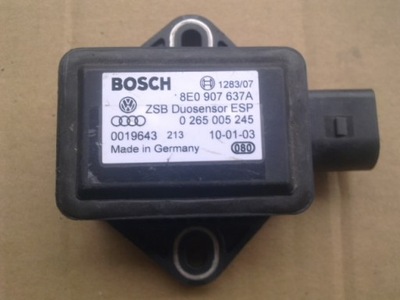 BOSCH 1283/07
8E0 907 637A
ZSB Duosensor ESP
0 265 005 245
0019643 213 10-01-03
Made in Germany 080